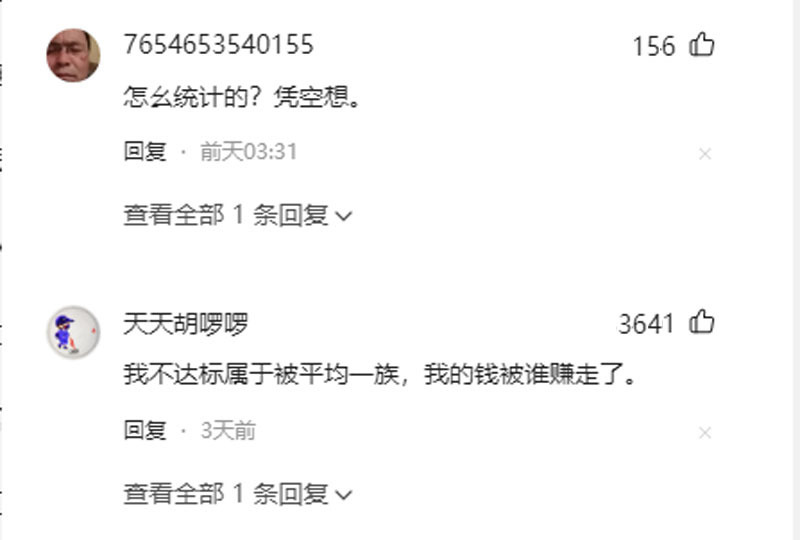 7654653540155
156
怎么统计的？凭空想。
回复 · 前天03:31
查看全部 1 条回复
天天胡啰啰
3641
我不达标属于被平均一族，我的钱被谁赚走了。
回复 · 3天前
查看全部 1 条回复